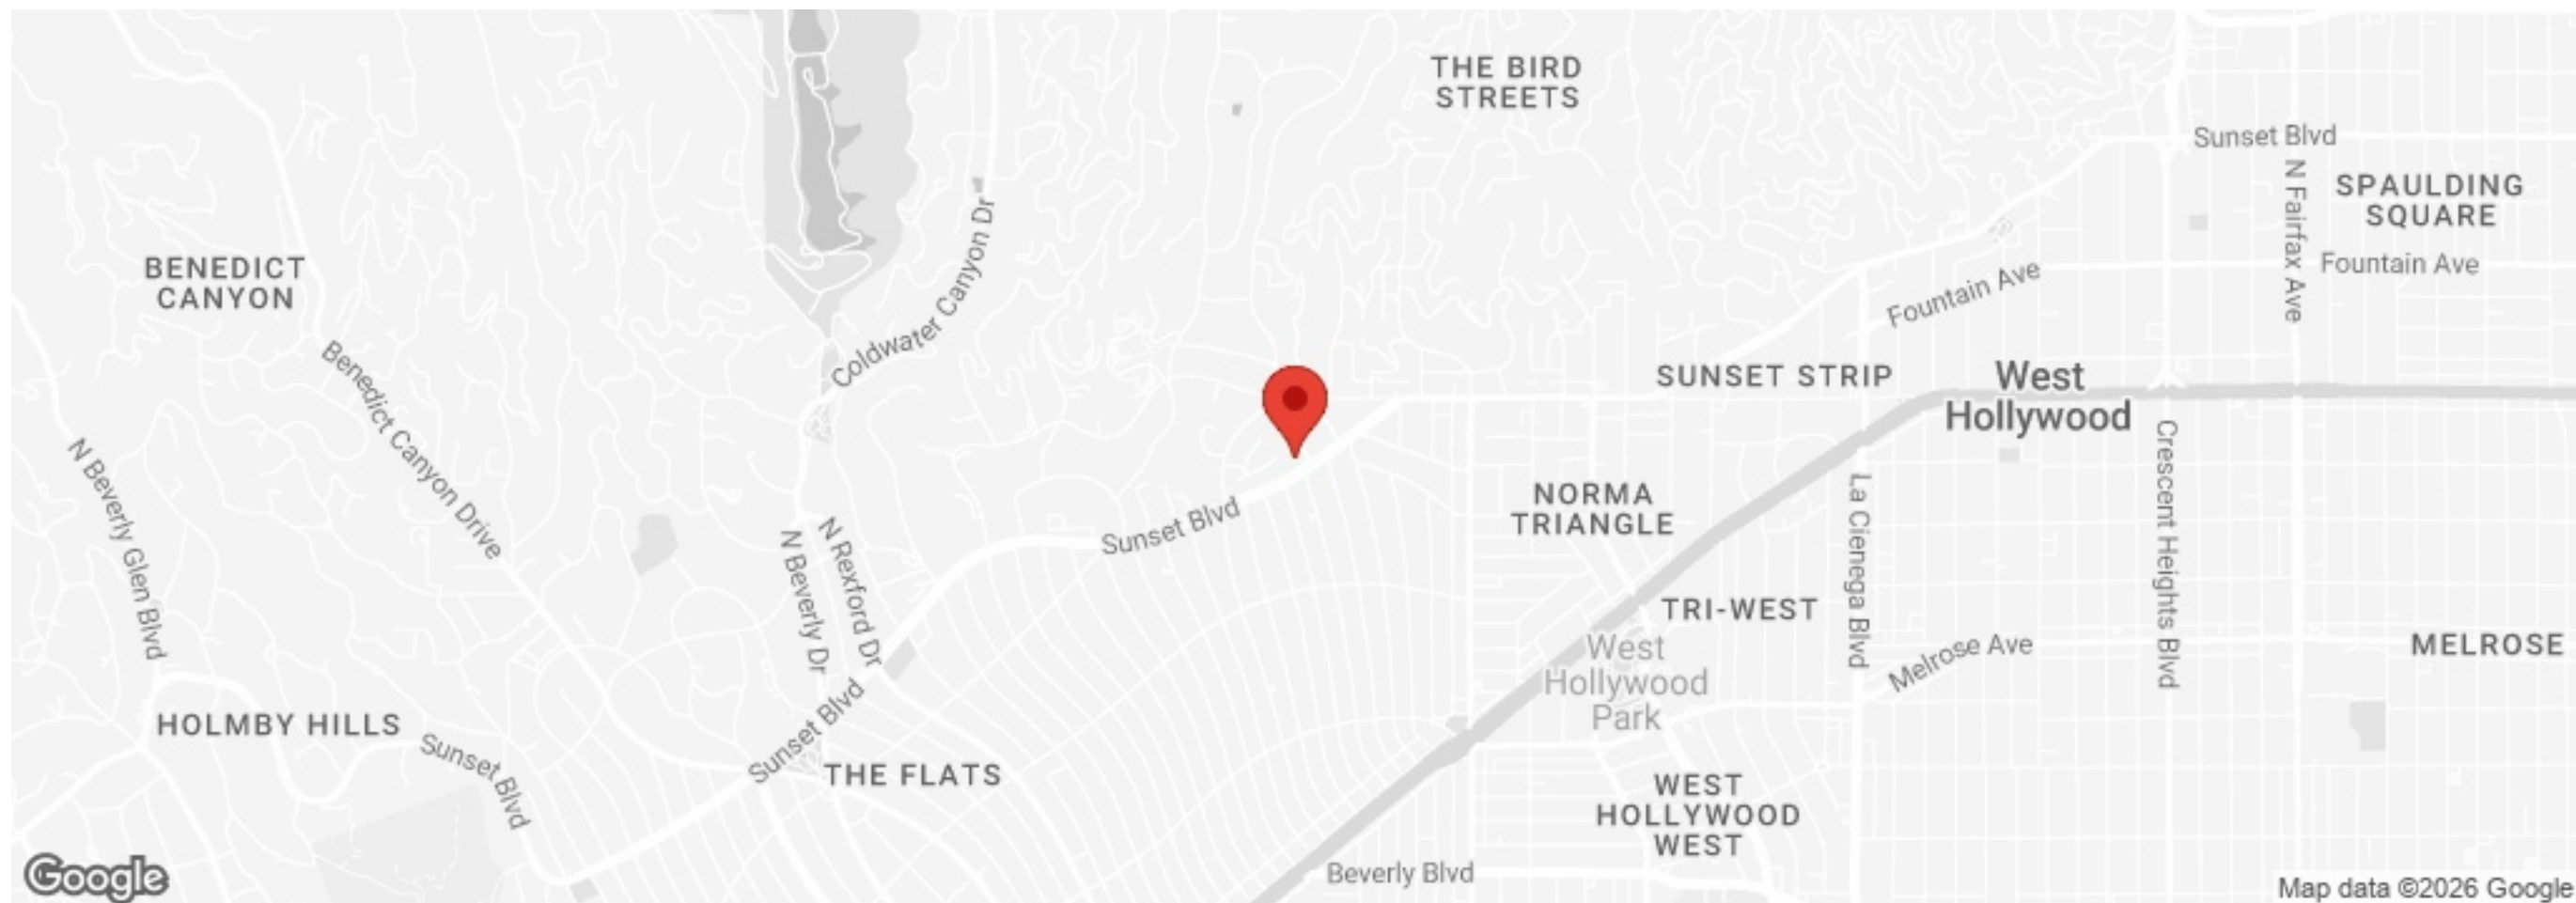 THE BIRD
STREETS
Sunset Blvd
N Fairfax Ave
SPAULDING
SQUARE
Coldwater Canyon Dr
BENEDICT
CANYON
Fountain Ave
Fountain Ave
Benedict Canyon Drive
SUNSET STRIP
West
Hollywood
N Beverly Glen Blvd
Sunset Blvd
NORMA
TRIANGLE
La Cienega Blvd
Crescent Heights Blvd
N Beverly Dr
N Rexford Dr
TRI-WEST
West
Hollywood
Park
Melrose Ave
MELROSE
HOLMBY HILLS
Sunset Blvd
Sunset Blvd
THE FLATS
WEST
HOLLYWOOD
WEST
Beverly Blvd
Google
Map data ©2026 Google